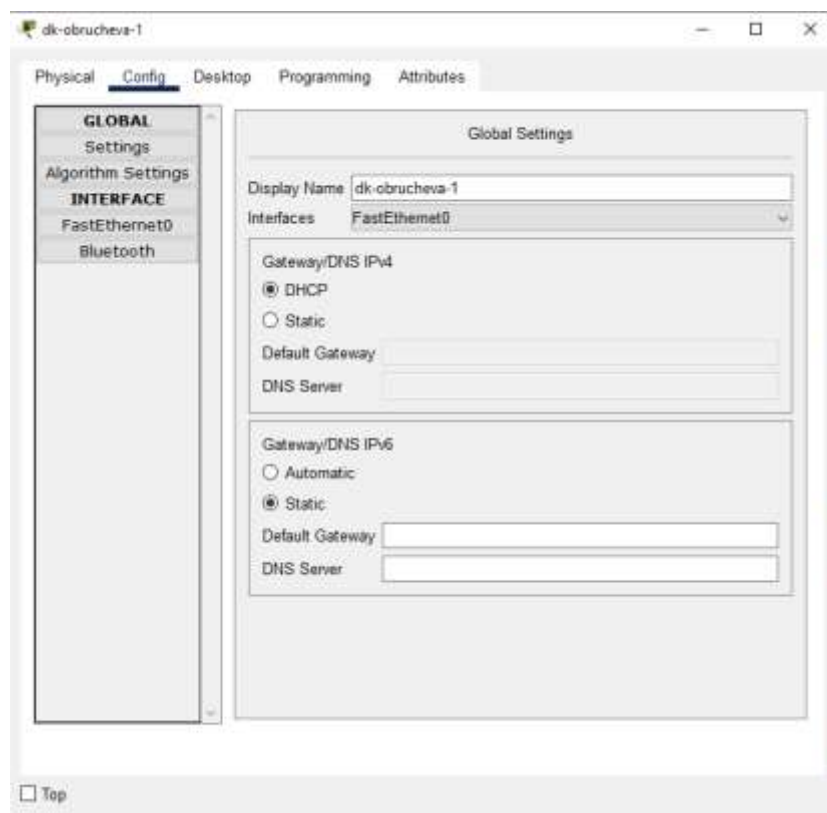 dk-obrucheva-1
Physical Config Desktop Programming Attributes
GLOBAL
Settings
Algorithm Settings
INTERFACE
FastEthernet0
Bluetooth
Global Settings
Display Name dk-obrucheva-1
Interfaces FastEthernet0
Gateway/DNS IPv4
DHCP
Static
Default Gateway
DNS Server
Gateway/DNS IPv6
Automatic
Static
Default Gateway
DNS Server
Top